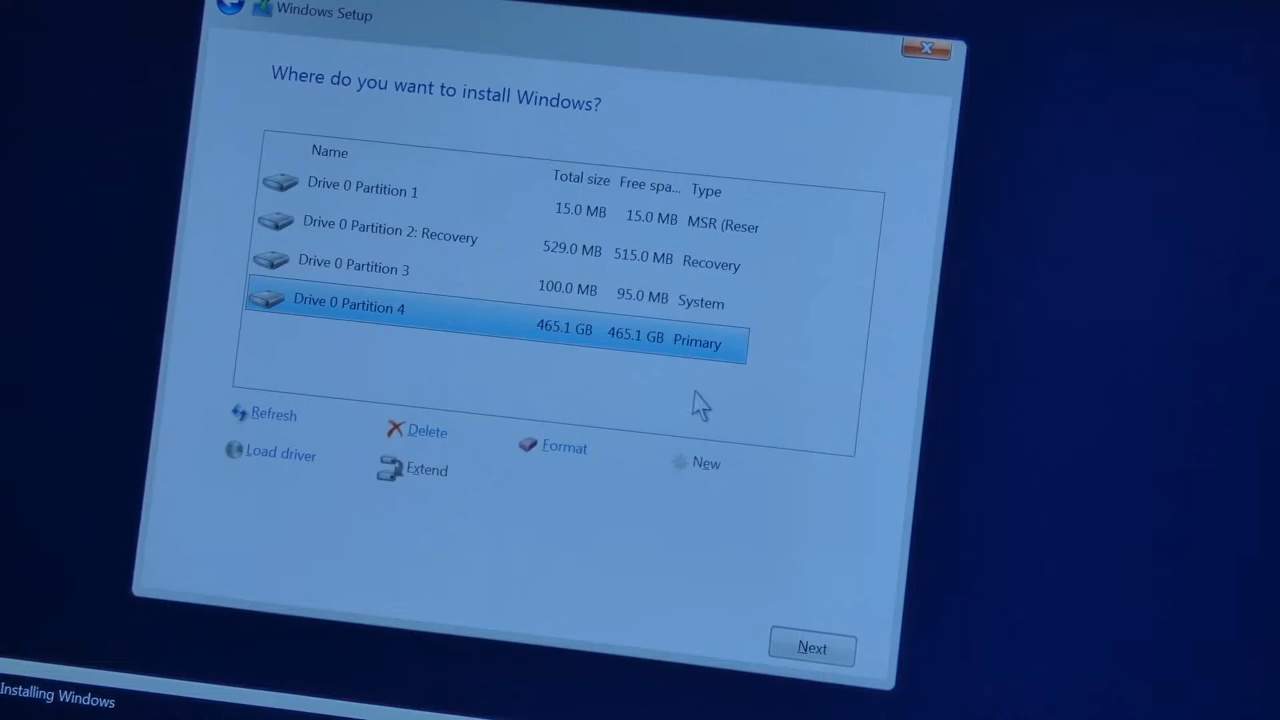 Windows Setup
Where do you want to install Windows?
Name Total size Free spa... Type
Drive 0 Partition 1 15.0 MB 15.0 MB MSR (Reser
Drive 0 Partition 2: Recovery 529.0 MB 515.0 MB Recovery
Drive 0 Partition 3 100.0 MB 95.0 MB System
Drive 0 Partition 4 465.1 GB 465.1 GB Primary
Refresh Delete Format New
Load driver Extend
Next
Installing Windows